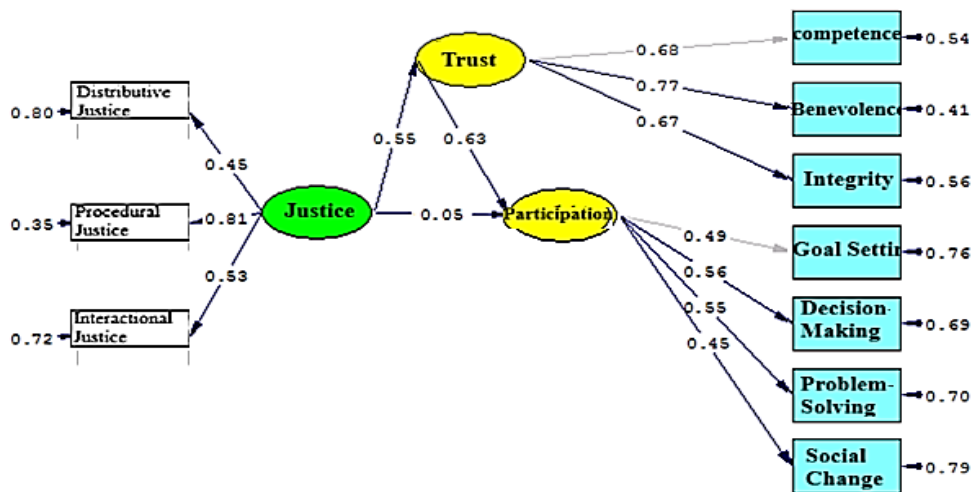 competence
0.54
Trust
0.68
Distributive
Justice
0.80
0.77
Benevolence
0.41
0.55
0.63
0.67
0.45
Integrity
0.56
Procedural
Justice
0.35
0.81
Justice
0.05
Participation
0.49
Goal Settin
0.76
0.53
0.56
0.55
Decision-
Making
0.69
Interactional
Justice
0.72
0.45
Problem-
Solving
0.70
Social
Change
0.79